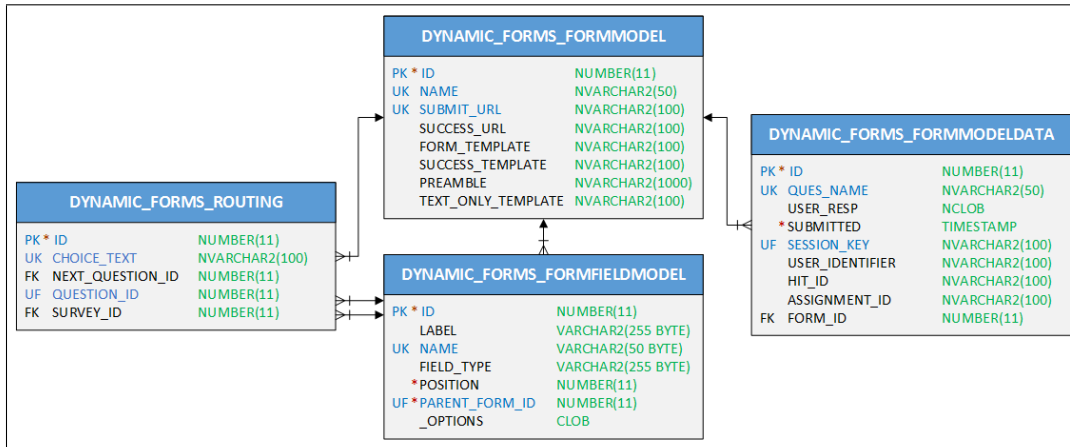 DYNAMIC_FORMS_FORMMODEL
PK * ID NUMBER(11)
UK NAME NVARCHAR2(50)
UK SUBMIT_URL NVARCHAR2(100)
SUCCESS_URL NVARCHAR2(100)
FORM_TEMPLATE NVARCHAR2(100)
SUCCESS_TEMPLATE NVARCHAR2(100)
PREAMBLE NVARCHAR2(1000)
TEXT_ONLY_TEMPLATE NVARCHAR2(100)
DYNAMIC_FORMS_FORMMODELDATA
PK * ID NUMBER(11)
UK QUES_NAME NVARCHAR2(50)
USER_RESP NCLOB
* SUBMITTED TIMESTAMP
UF SESSION_KEY NVARCHAR2(100)
USER_IDENTIFIER NVARCHAR2(100)
HIT_ID NVARCHAR2(100)
ASSIGNMENT_ID NVARCHAR2(100)
FK FORM_ID NUMBER(11)
DYNAMIC_FORMS_ROUTING
PK * ID NUMBER(11)
UK CHOICE_TEXT NVARCHAR2(100)
FK NEXT_QUESTION_ID NUMBER(11)
UF QUESTION_ID NUMBER(11)
FK SURVEY_ID NUMBER(11)
DYNAMIC_FORMS_FORMFIELDMODEL
PK * ID NUMBER(11)
LABEL VARCHAR2(255 BYTE)
UK NAME VARCHAR2(50 BYTE)
FIELD_TYPE VARCHAR2(255 BYTE)
* POSITION NUMBER(11)
UF * PARENT_FORM_ID NUMBER(11)
_OPTIONS CLOB